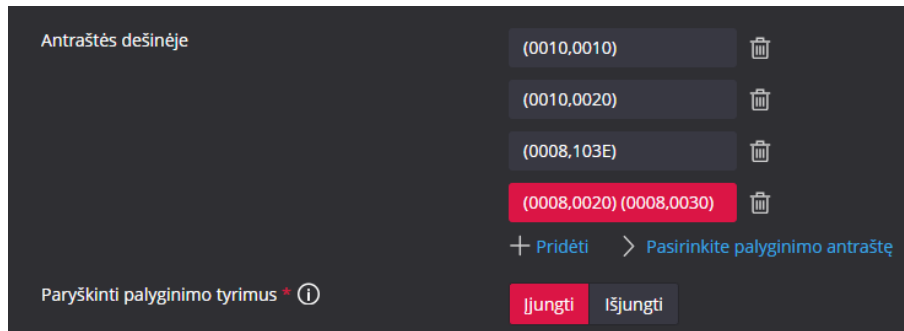 Antraštės dešinėje
(0010,0010)
(0010,0020)
(0008,103E)
(0008,0020) (0008,0030)
+ Pridėti > Pasirinkite palyginimo antraštę
Paryškinti palyginimo tyrimus * i
Įjungti Išjungti